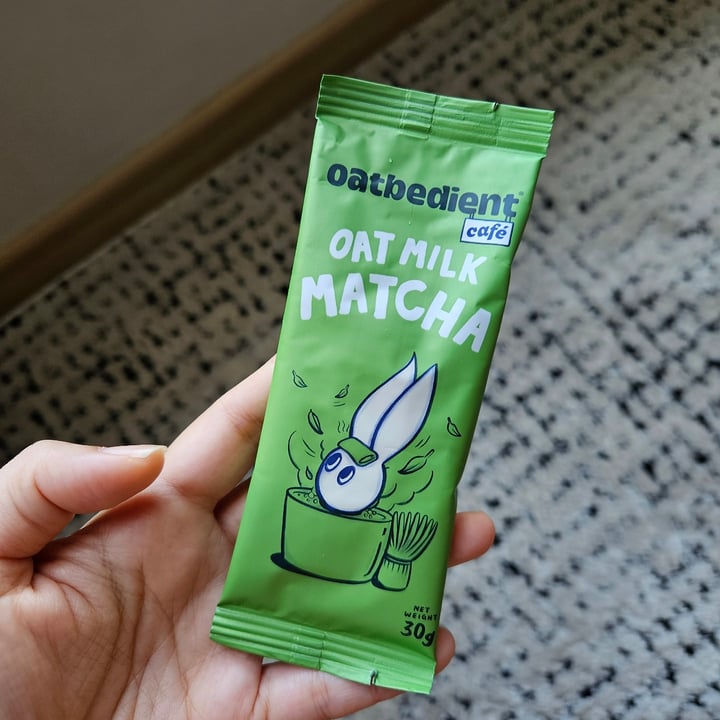 oatbedient
café
OAT MILK
MATCHA
NET
WEIGHT
30g